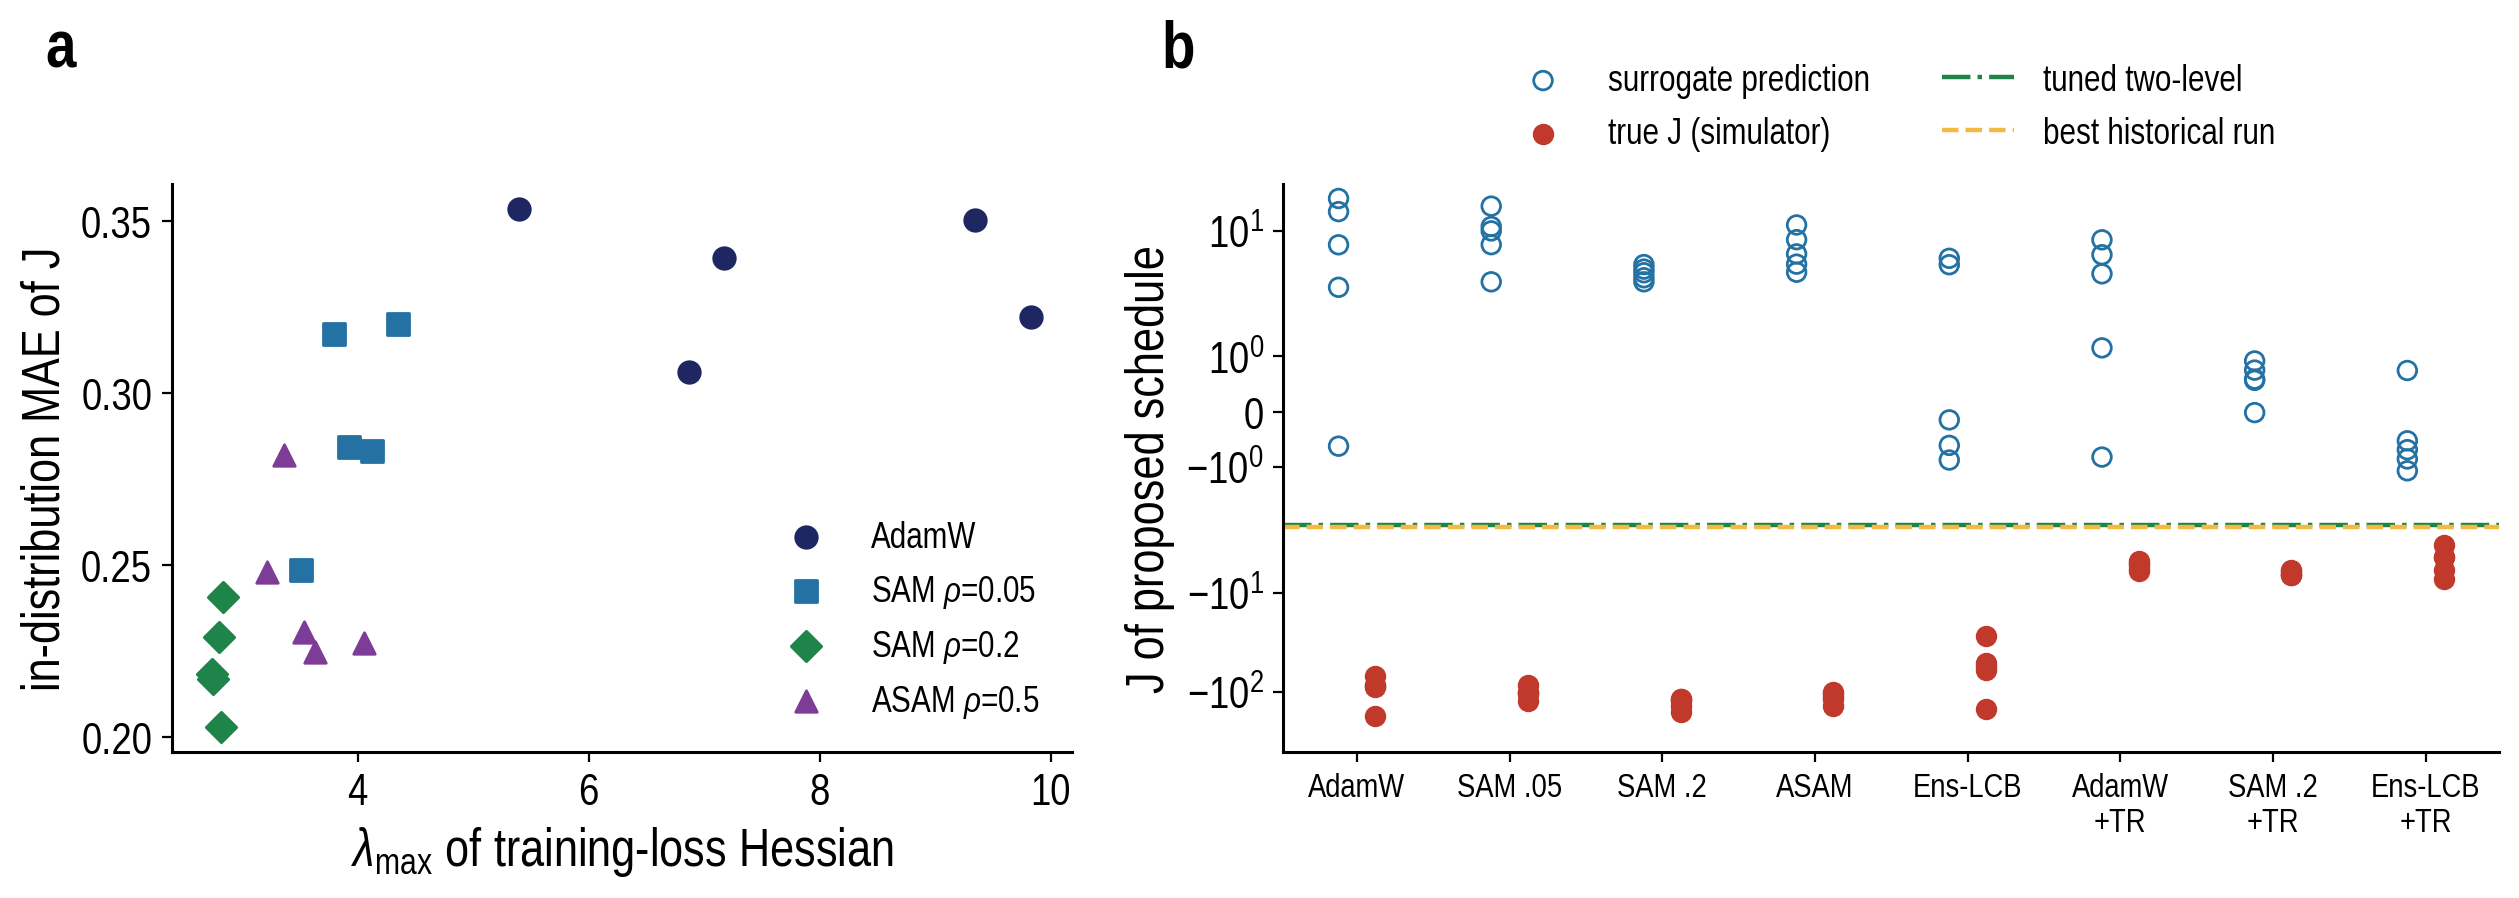 a
0.35
0.30
0.25
0.20
in-distribution MAE of J
4
6
8
10
λmax of training-loss Hessian
AdamW
SAM ρ=0.05
SAM ρ=0.2
ASAM ρ=0.5
b
surrogate prediction
true J (simulator)
tuned two-level
best historical run
10¹
10⁰
0
−10⁰
−10¹
−10²
J of proposed schedule
AdamW
SAM .05
SAM .2
ASAM
Ens-LCB
AdamW
+TR
SAM .2
+TR
Ens-LCB
+TR